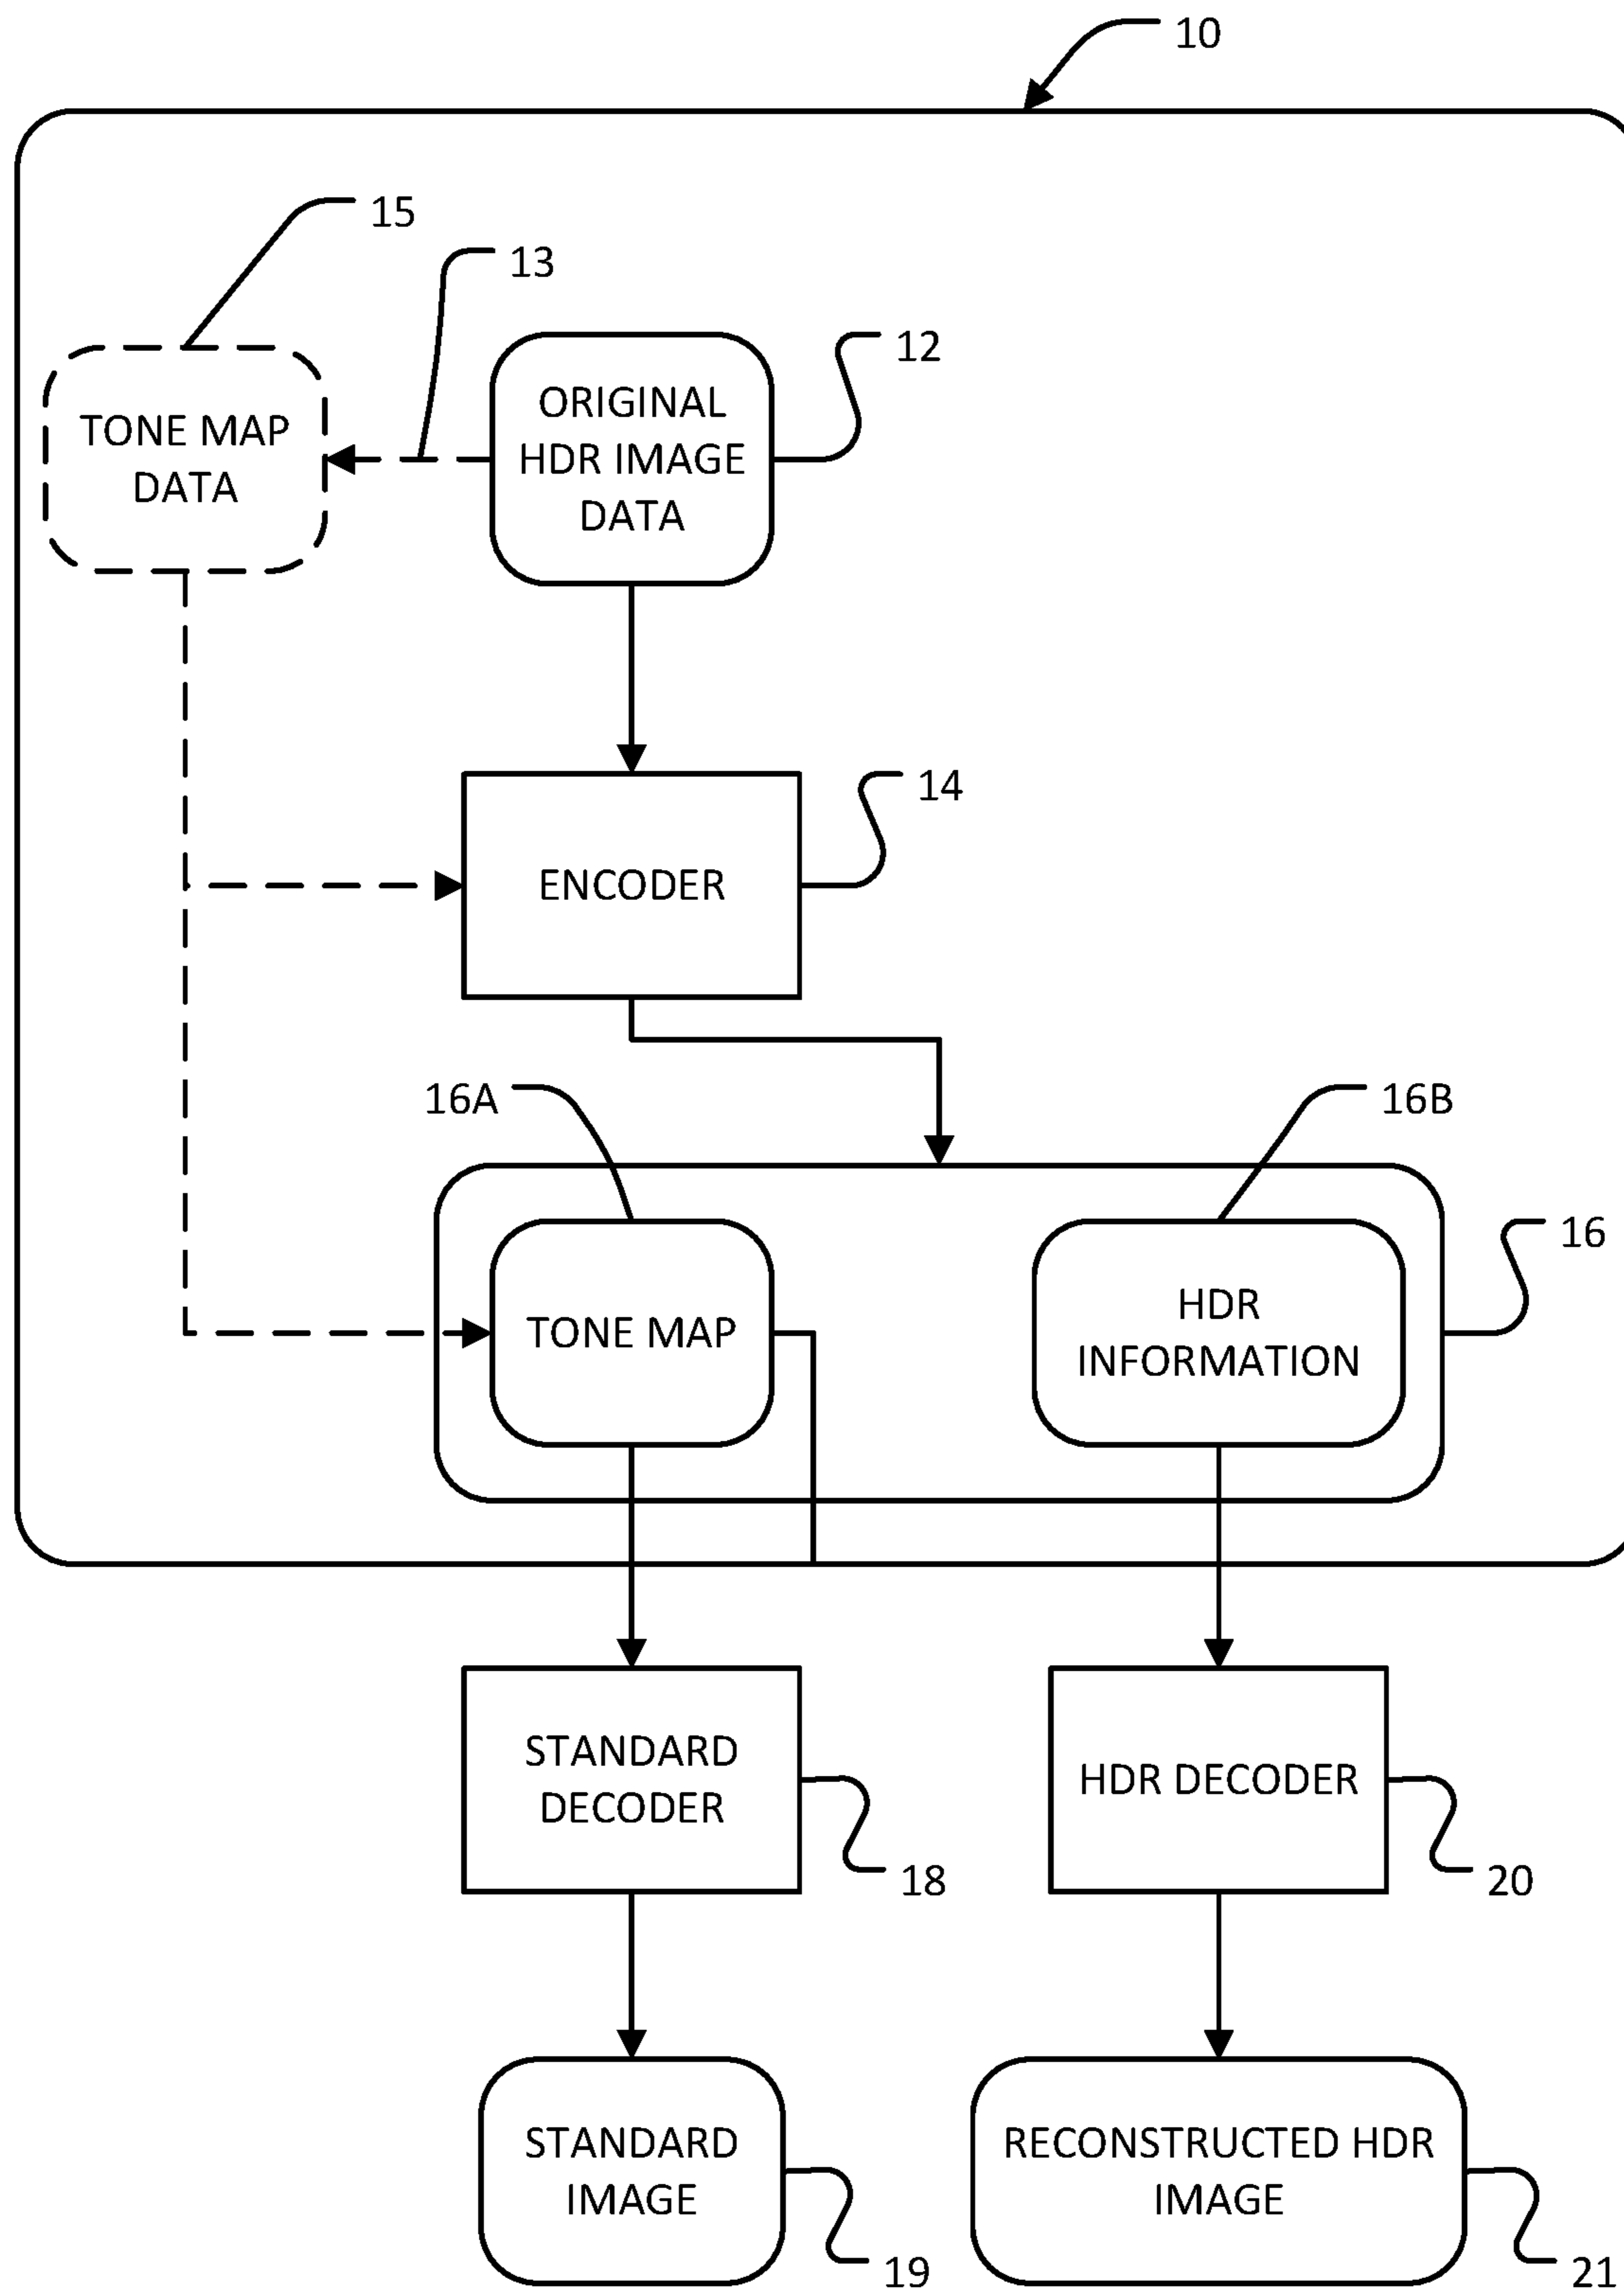 10
15
13
12
TONE MAP
DATA
ORIGINAL
HDR IMAGE
DATA
14
ENCODER
16A
16B
16
TONE MAP
HDR
INFORMATION
STANDARD
DECODER
HDR DECODER
18
20
STANDARD
IMAGE
RECONSTRUCTED HDR
IMAGE
19
21